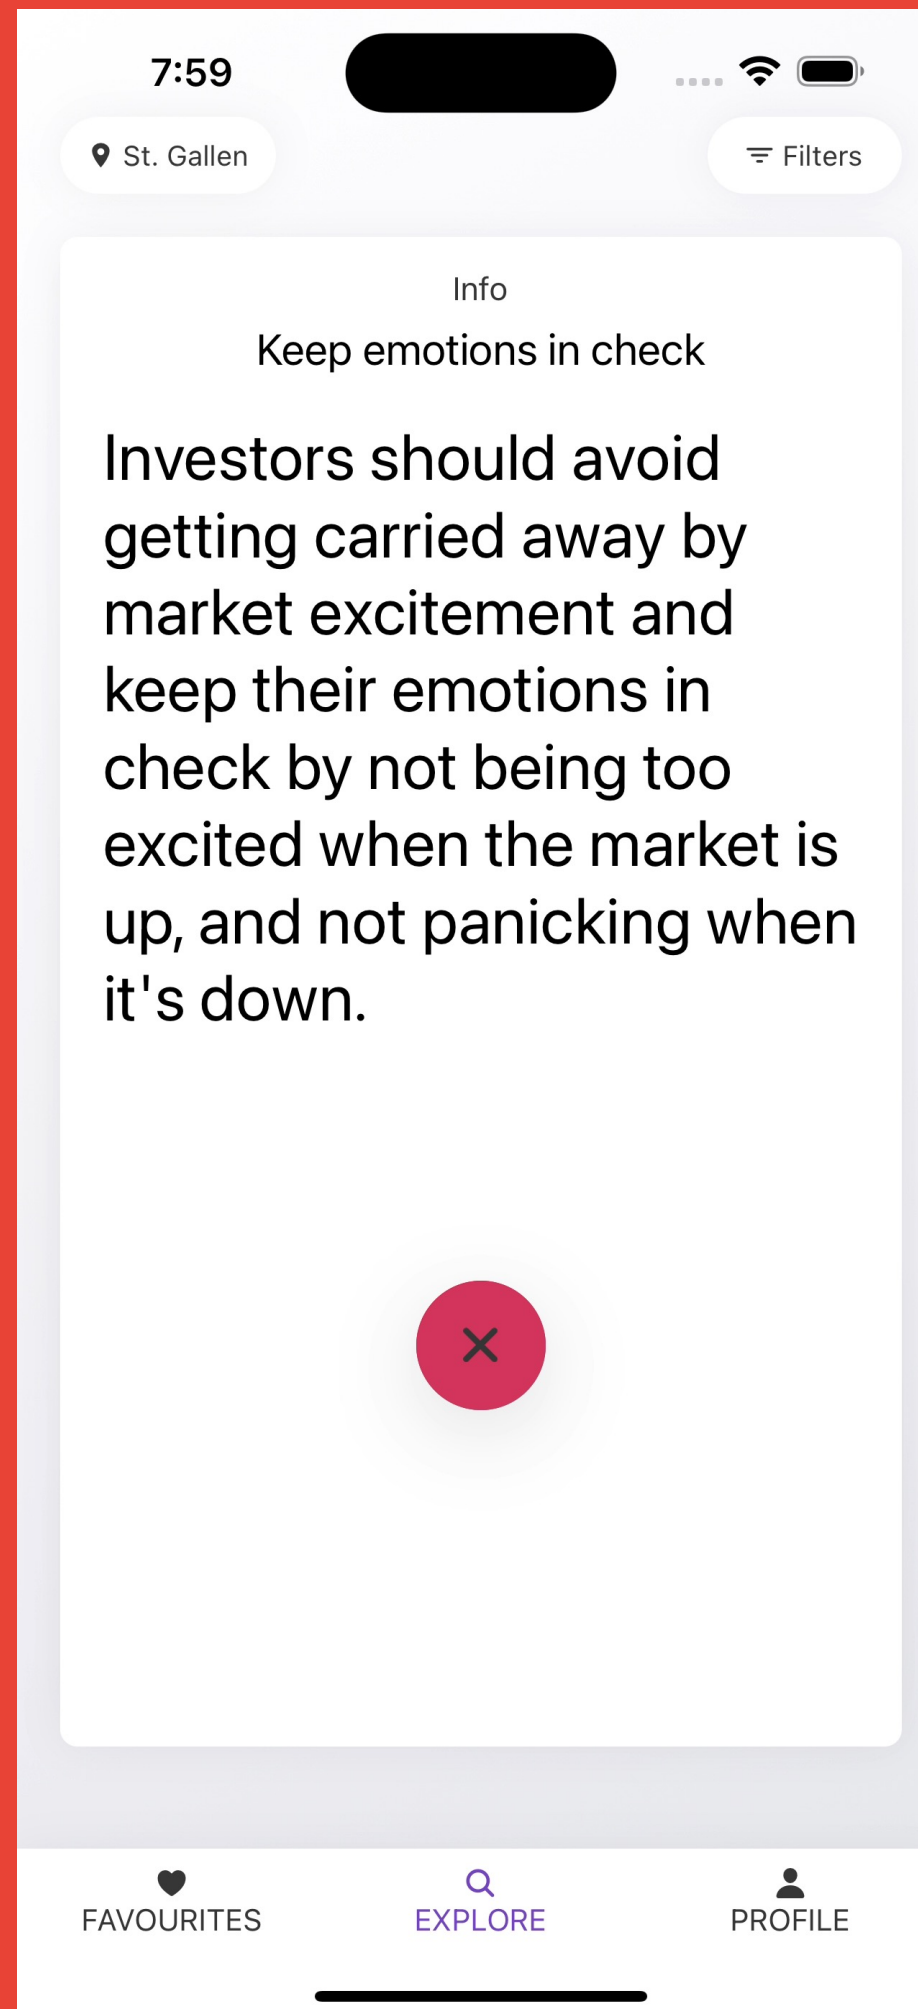 7:59
St. Gallen
Filters
Info
Keep emotions in check
Investors should avoid
getting carried away by
market excitement and
keep their emotions in
check by not being too
excited when the market is
up, and not panicking when
it's down.
FAVOURITES
EXPLORE
PROFILE